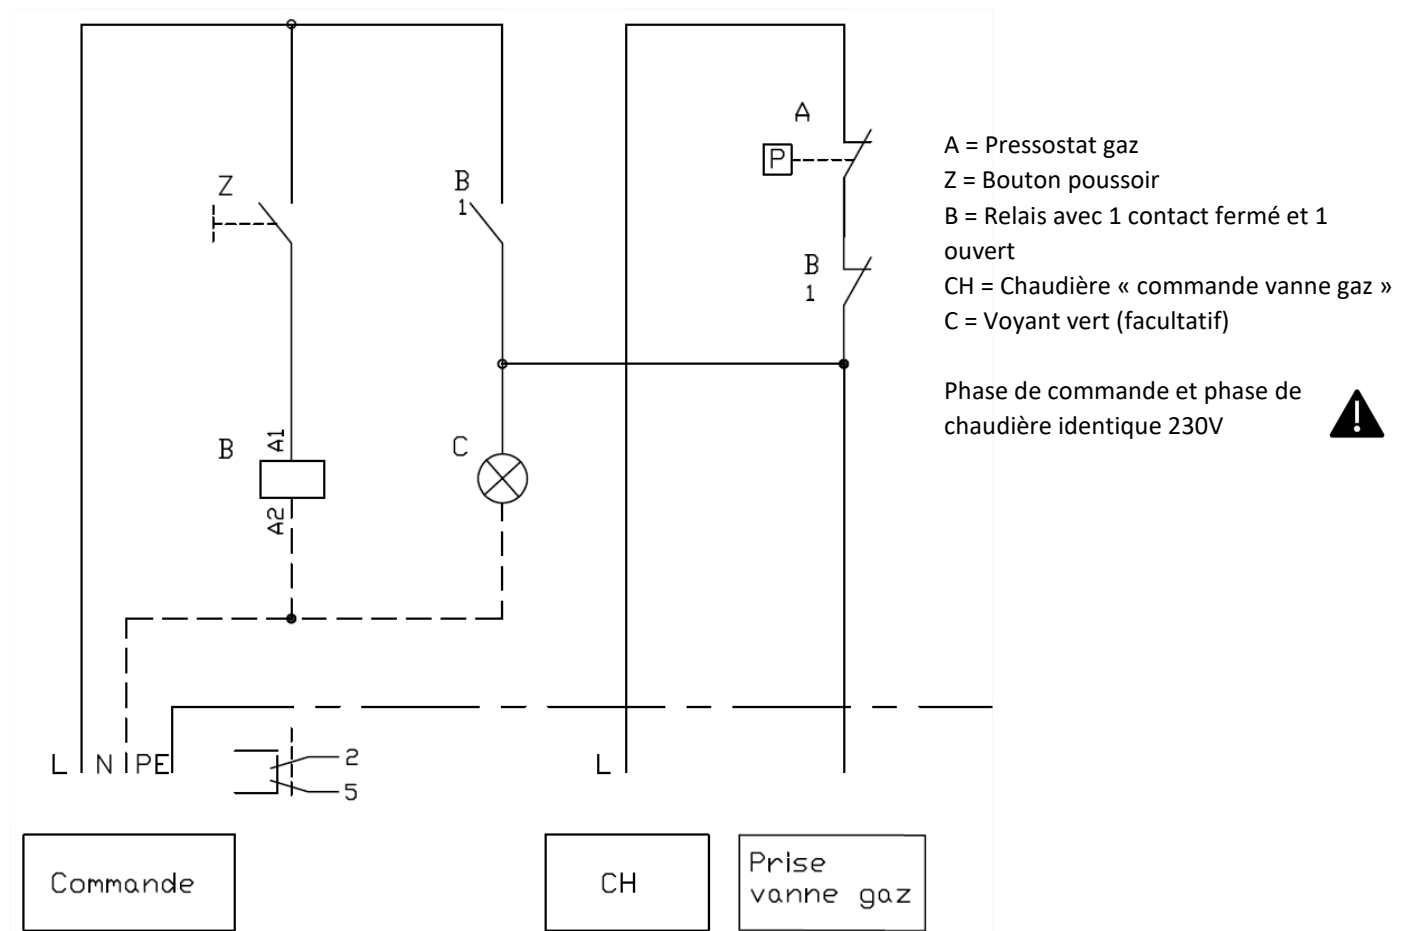 A
P
Z
B
1
B
1
B
A1
A2
C
A = Pressostat gaz
Z = Bouton poussoir
B = Relais avec 1 contact fermé et 1
ouvert
CH = Chaudière « commande vanne gaz »
C = Voyant vert (facultatif)
Phase de commande et phase de
chaudière identique 230V
L N PE
2
5
L
Commande
CH
Prise
vanne gaz